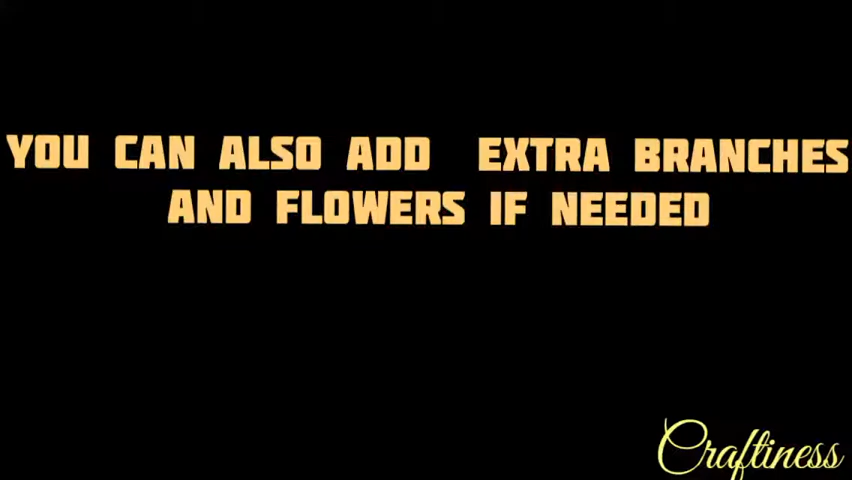 YOU CAN ALSO ADD EXTRA BRANCHES
AND FLOWERS IF NEEDED
Craftiness